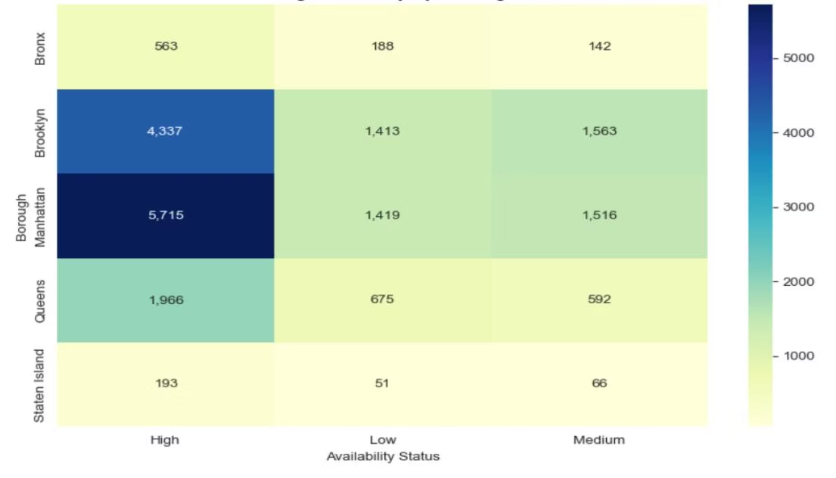 Bronx 563 188 142
5000
Brooklyn 4,337 1,413 1,563
4000
3000
Borough
Manhattan 5,715 1,419 1,516
2000
Queens 1,966 675 592
1000
Staten Island 193 51 66
High Low Medium
Availability Status